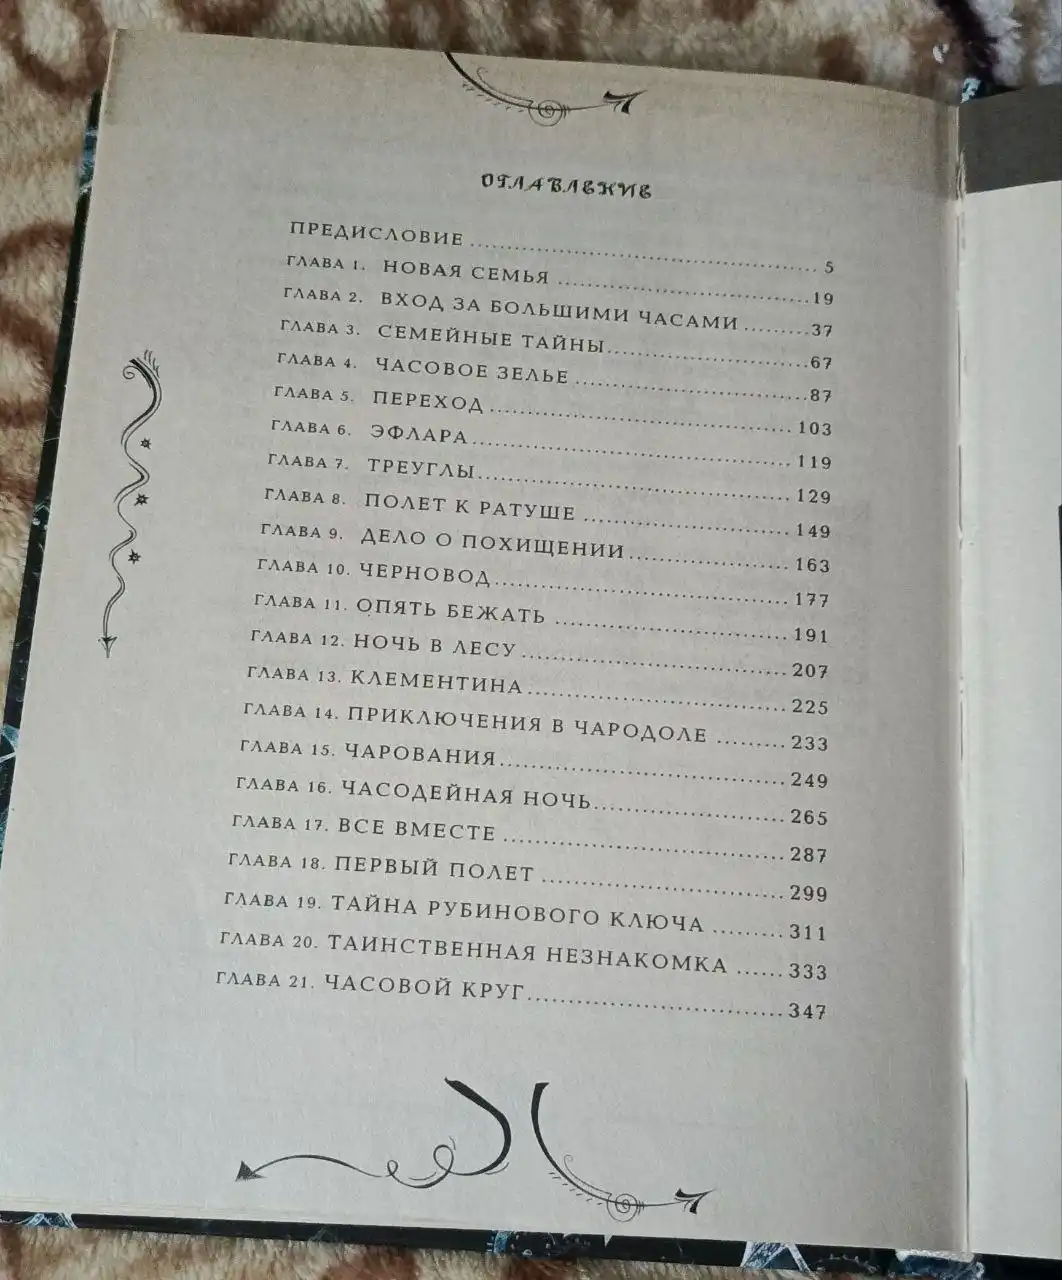 ОГЛАВЛЕНИЕ
ПРЕДИСЛОВИЕ ..... 5
ГЛАВА 1. НОВАЯ СЕМЬЯ ..... 19
ГЛАВА 2. ВХОД ЗА БОЛЬШИМИ ЧАСАМИ ..... 37
ГЛАВА 3. СЕМЕЙНЫЕ ТАЙНЫ ..... 67
ГЛАВА 4. ЧАСОВОЕ ЗЕЛЬЕ ..... 87
ГЛАВА 5. ПЕРЕХОД ..... 103
ГЛАВА 6. ЭФЛАРА ..... 119
ГЛАВА 7. ТРЕУГЛЫ ..... 129
ГЛАВА 8. ПОЛЕТ К РАТУШЕ ..... 149
ГЛАВА 9. ДЕЛО О ПОХИЩЕНИИ ..... 163
ГЛАВА 10. ЧЕРНОВОД ..... 177
ГЛАВА 11. ОПЯТЬ БЕЖАТЬ ..... 191
ГЛАВА 12. НОЧЬ В ЛЕСУ ..... 207
ГЛАВА 13. КЛЕМЕНТИНА ..... 225
ГЛАВА 14. ПРИКЛЮЧЕНИЯ В ЧАРОДОЛЕ ..... 233
ГЛАВА 15. ЧАРОВАНИЯ ..... 249
ГЛАВА 16. ЧАСОДЕЙНАЯ НОЧЬ ..... 265
ГЛАВА 17. ВСЕ ВМЕСТЕ ..... 287
ГЛАВА 18. ПЕРВЫЙ ПОЛЕТ ..... 299
ГЛАВА 19. ТАЙНА РУБИНОВОГО КЛЮЧА ..... 311
ГЛАВА 20. ТАИНСТВЕННАЯ НЕЗНАКОМКА ..... 333
ГЛАВА 21. ЧАСОВОЙ КРУГ ..... 347